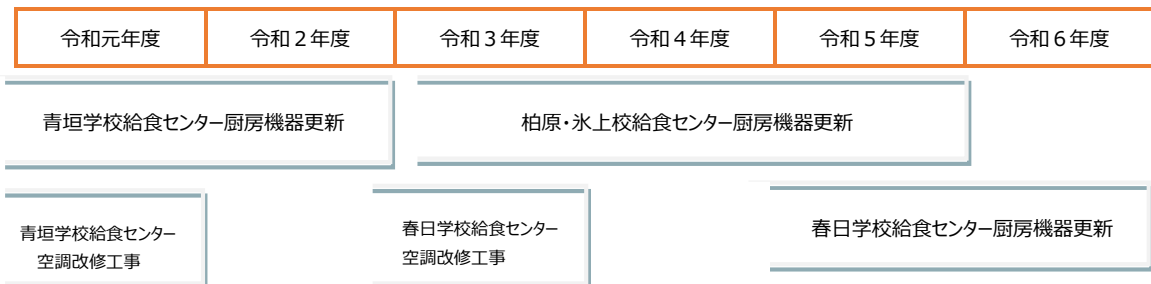 令和元年度
令和２年度
令和３年度
令和４年度
令和５年度
令和６年度
青垣学校給食センター厨房機器更新
柏原・氷上校給食センター厨房機器更新
青垣学校給食センター
空調改修工事
春日学校給食センター
空調改修工事
春日学校給食センター厨房機器更新